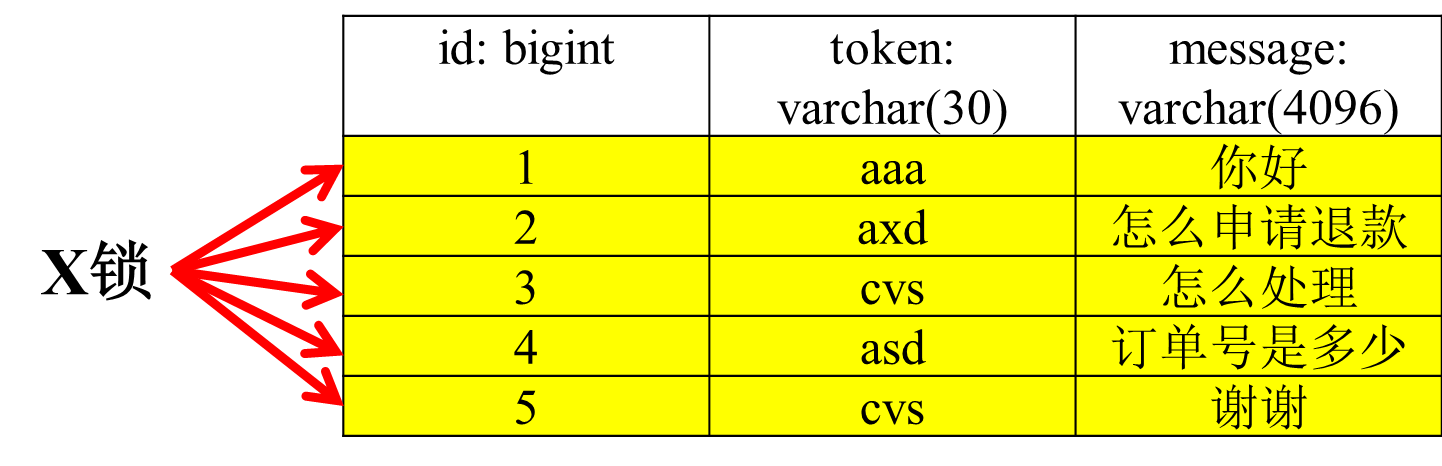 id: bigint
token:
varchar(30)
message:
varchar(4096)
1
aaa
你好
2
axd
怎么申请退款
X锁
3
cvs
怎么处理
4
asd
订单号是多少
5
cvs
谢谢